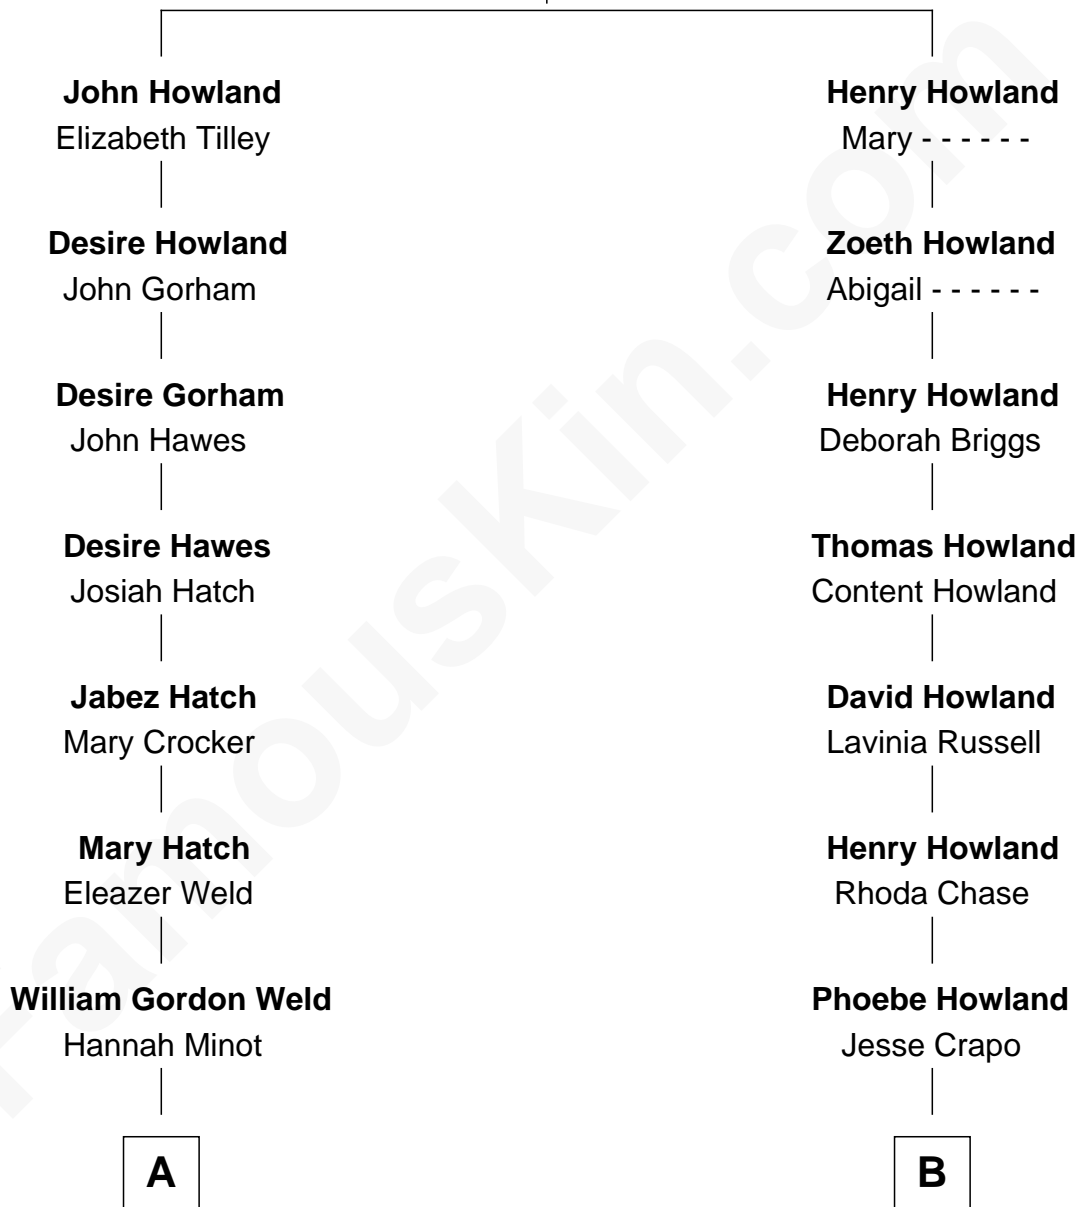 John Howland
Elizabeth Tilley
Desire Howland
John Gorham
Desire Gorham
John Hawes
Desire Hawes
Josiah Hatch
Jabez Hatch
Mary Crocker
Mary Hatch
Eleazer Weld
William Gordon Weld
Hannah Minot
A
Henry Howland
Mary - - - - - -
Zoeth Howland
Abigail - - - - - -
Henry Howland
Deborah Briggs
Thomas Howland
Content Howland
David Howland
Lavinia Russell
Henry Howland
Rhoda Chase
Phoebe Howland
Jesse Crapo
B
FamousKin.com